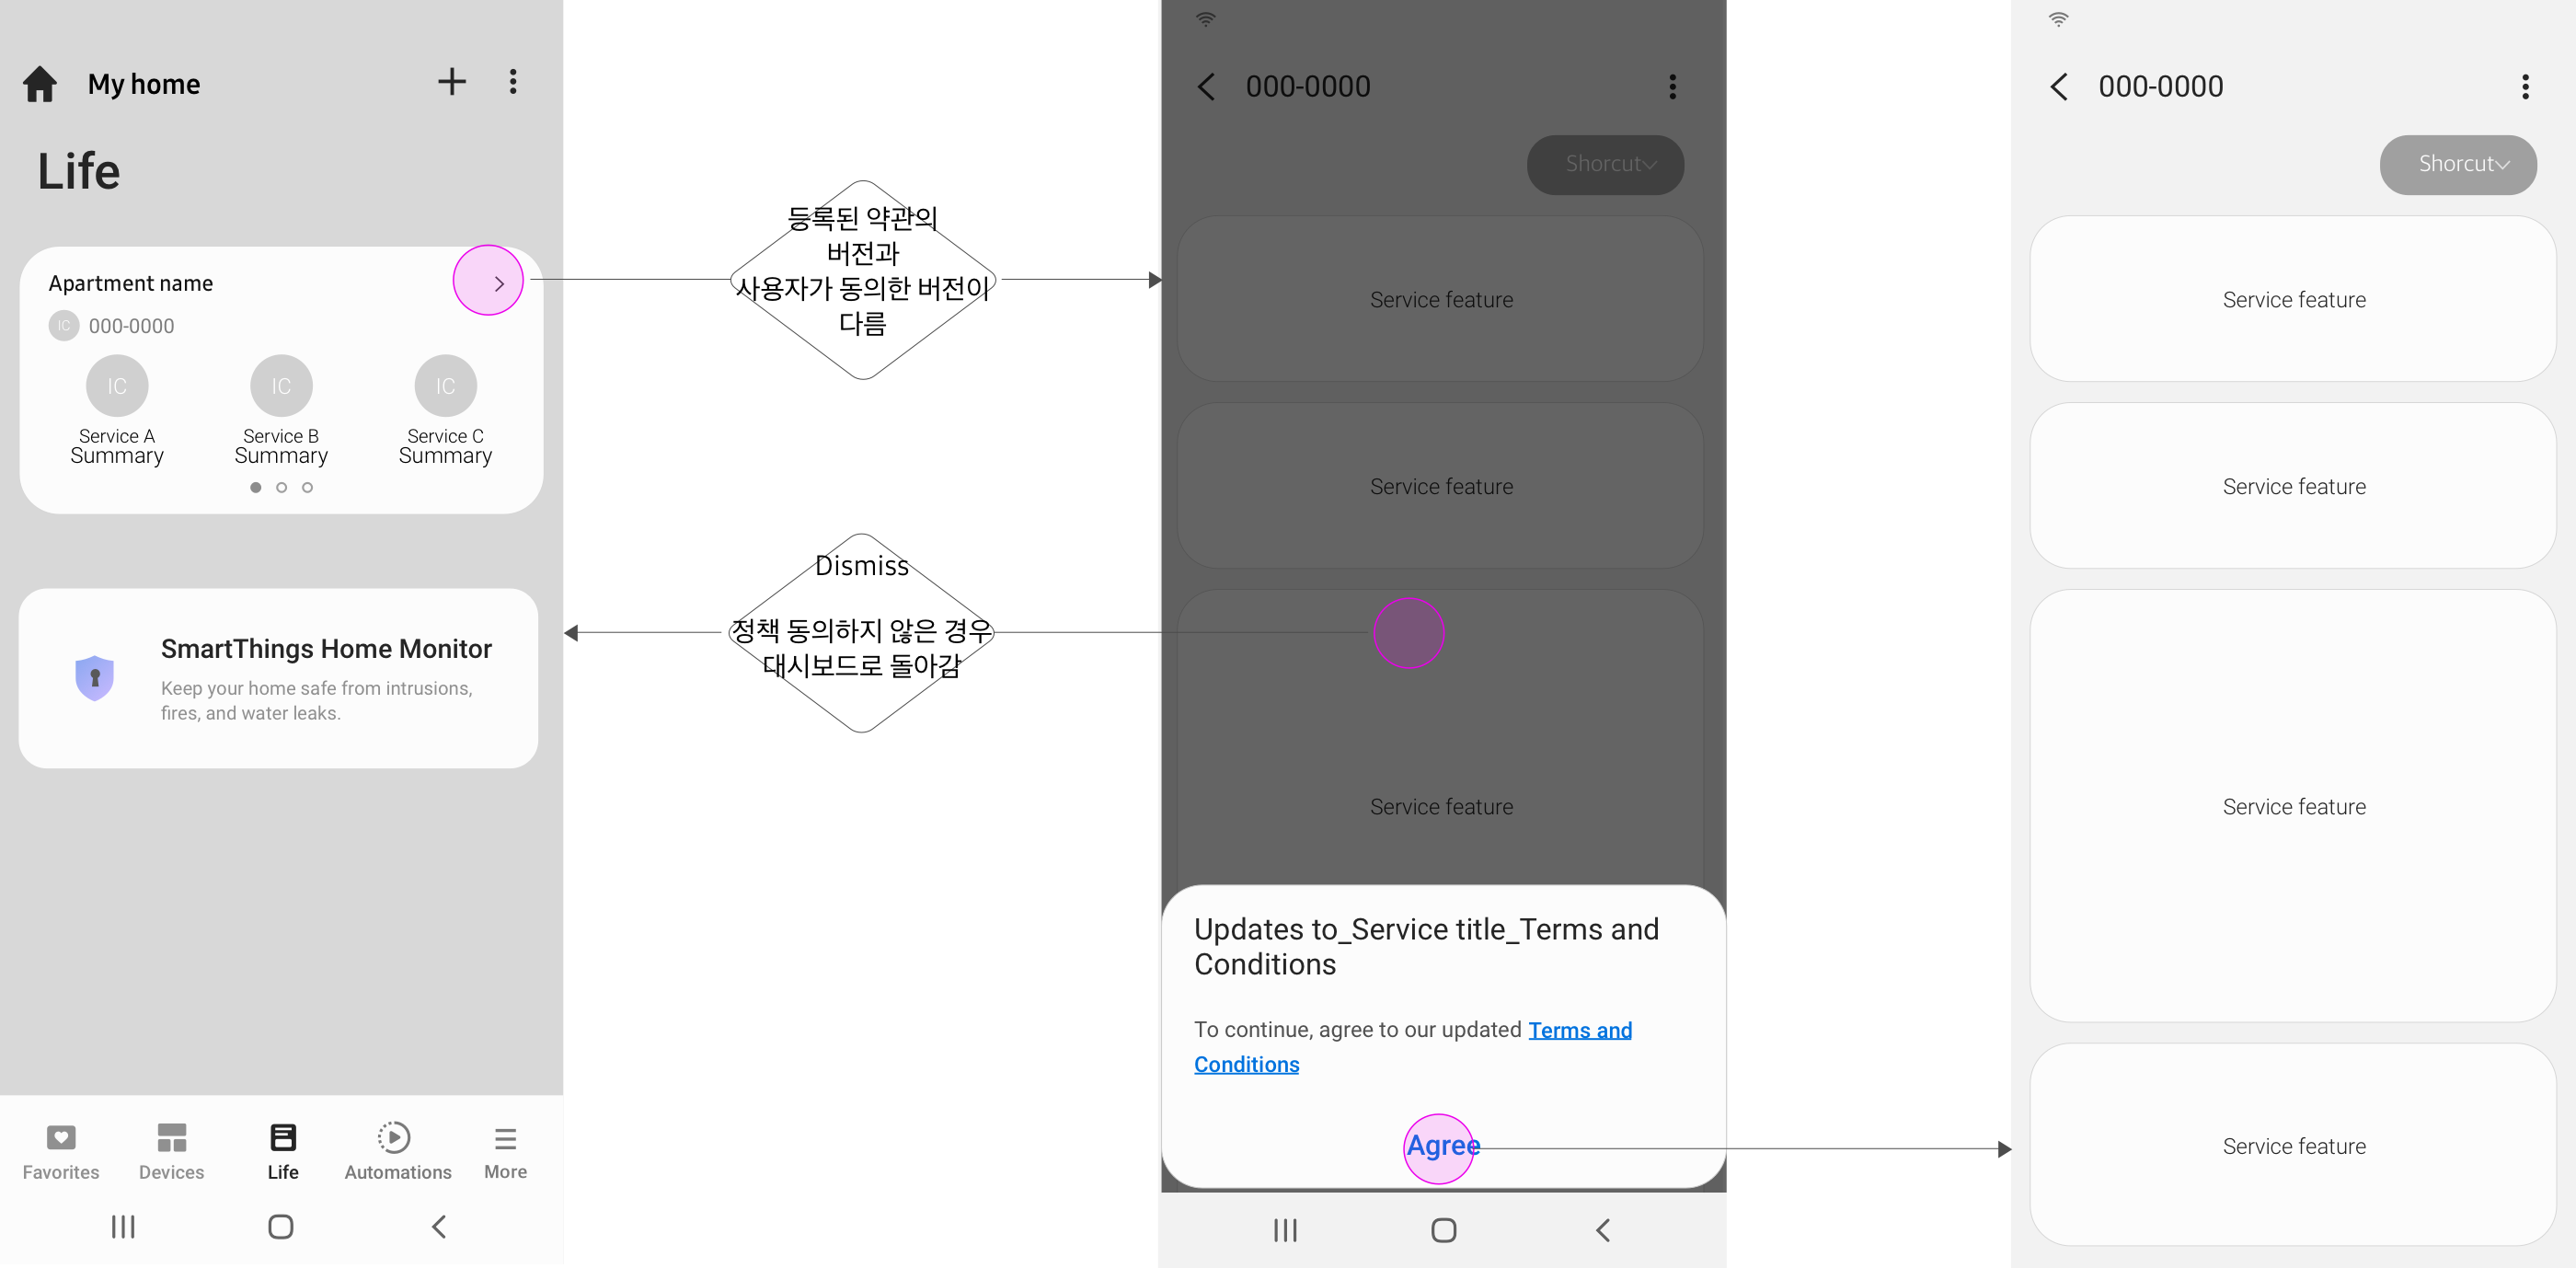 My home
Life
Apartment name
IC 000-0000
IC IC IC
Service A Service B Service C
Summary Summary Summary
SmartThings Home Monitor
Keep your home safe from intrusions,
fires, and water leaks.
Favorites Devices Life Automations More
등록된 약관의
버전과
사용자가 동의한 버전이
다름
Dismiss
정책 동의하지 않은 경우
대시보드로 돌아감
000-0000
Shorcut
Service feature
Service feature
Service feature
Updates to_Service title_Terms and
Conditions
To continue, agree to our updated Terms and
Conditions
Agree
000-0000
Shorcut
Service feature
Service feature
Service feature
Service feature